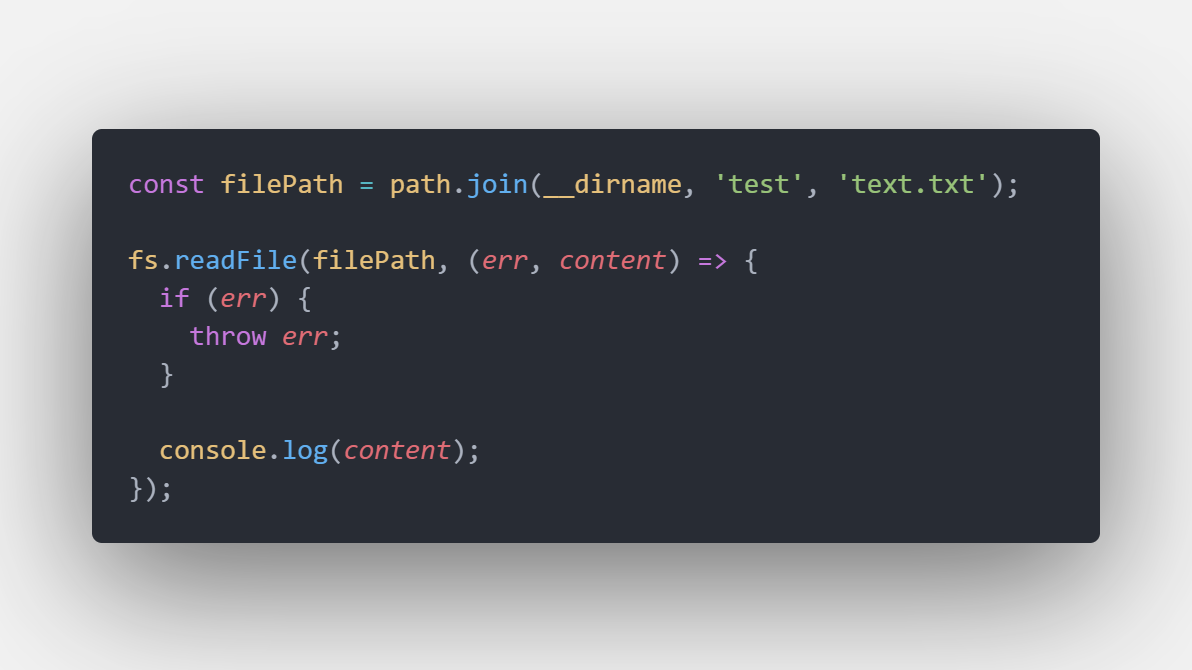 const filePath = path.join(__dirname, 'test', 'text.txt');
fs.readFile(filePath, (err, content) => {
  if (err) {
    throw err;
  }
  console.log(content);
});